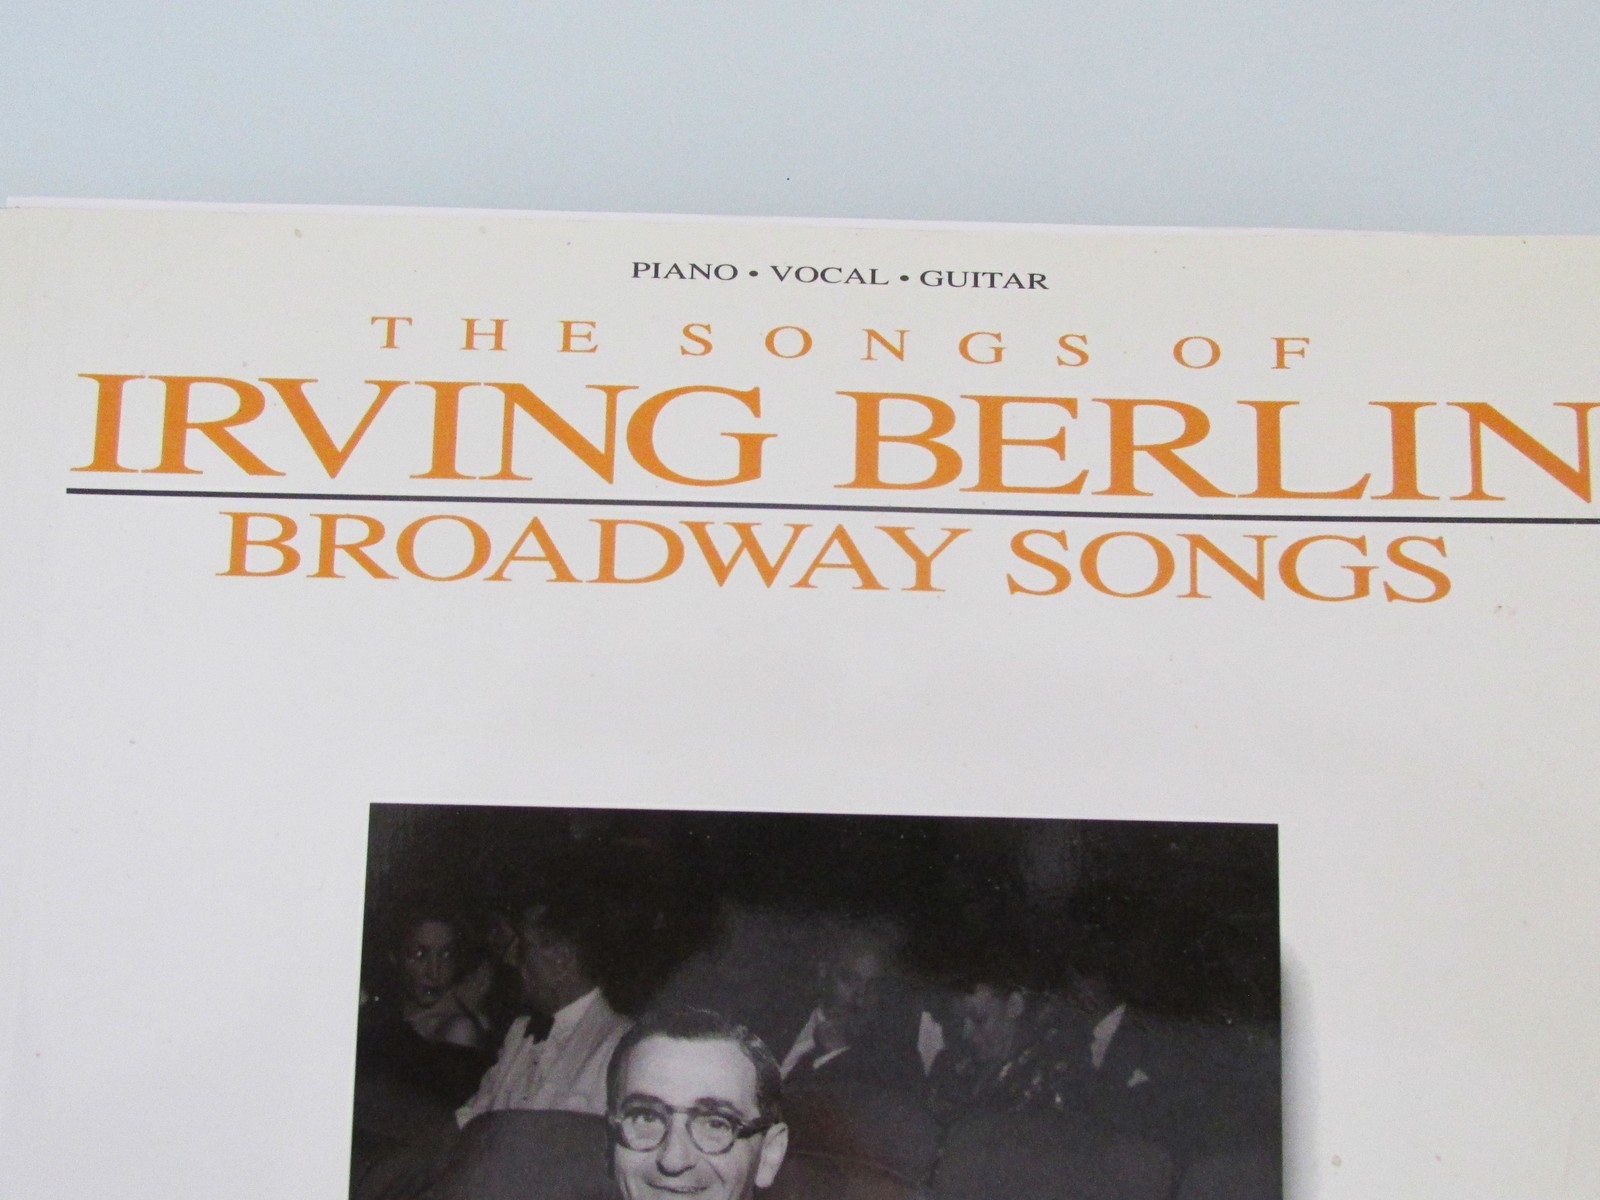 PIANO • VOCAL • GUITAR
THE SONGS OF
IRVING BERLIN
BROADWAY SONGS